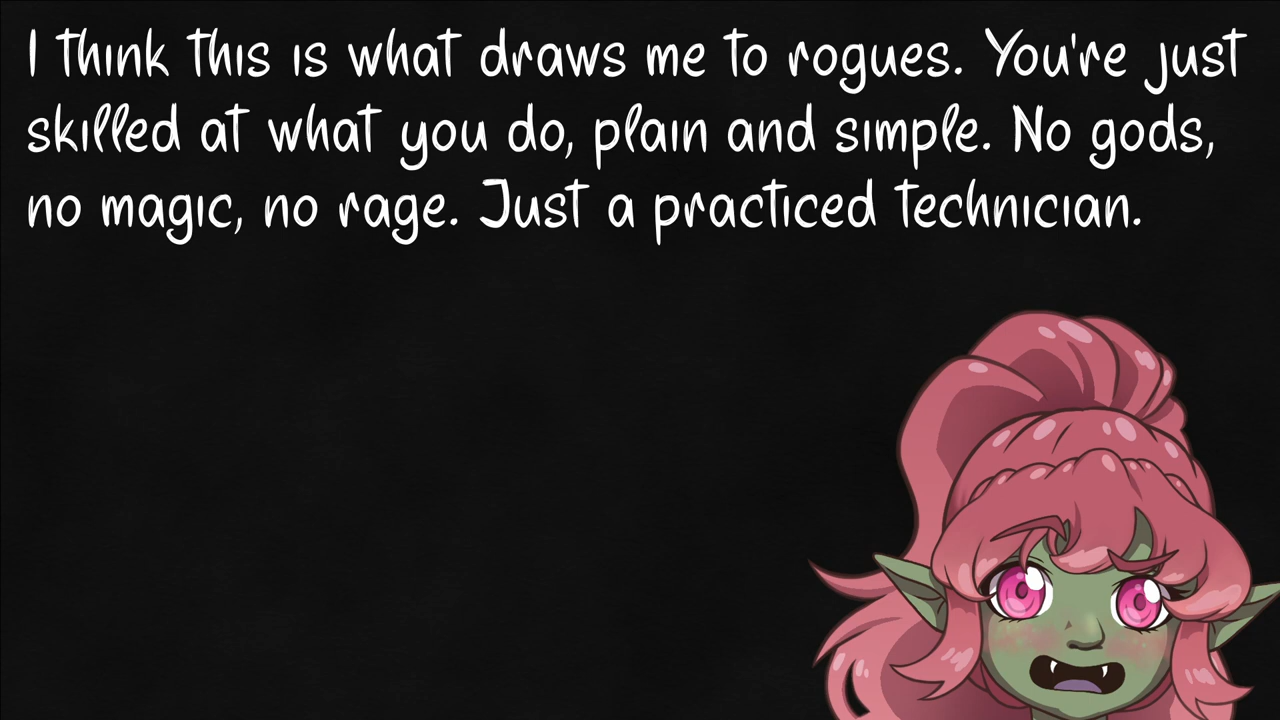 I think this is what draws me to rogues. You're just
skilled at what you do, plain and simple. No gods,
no magic, no rage. Just a practiced technician.